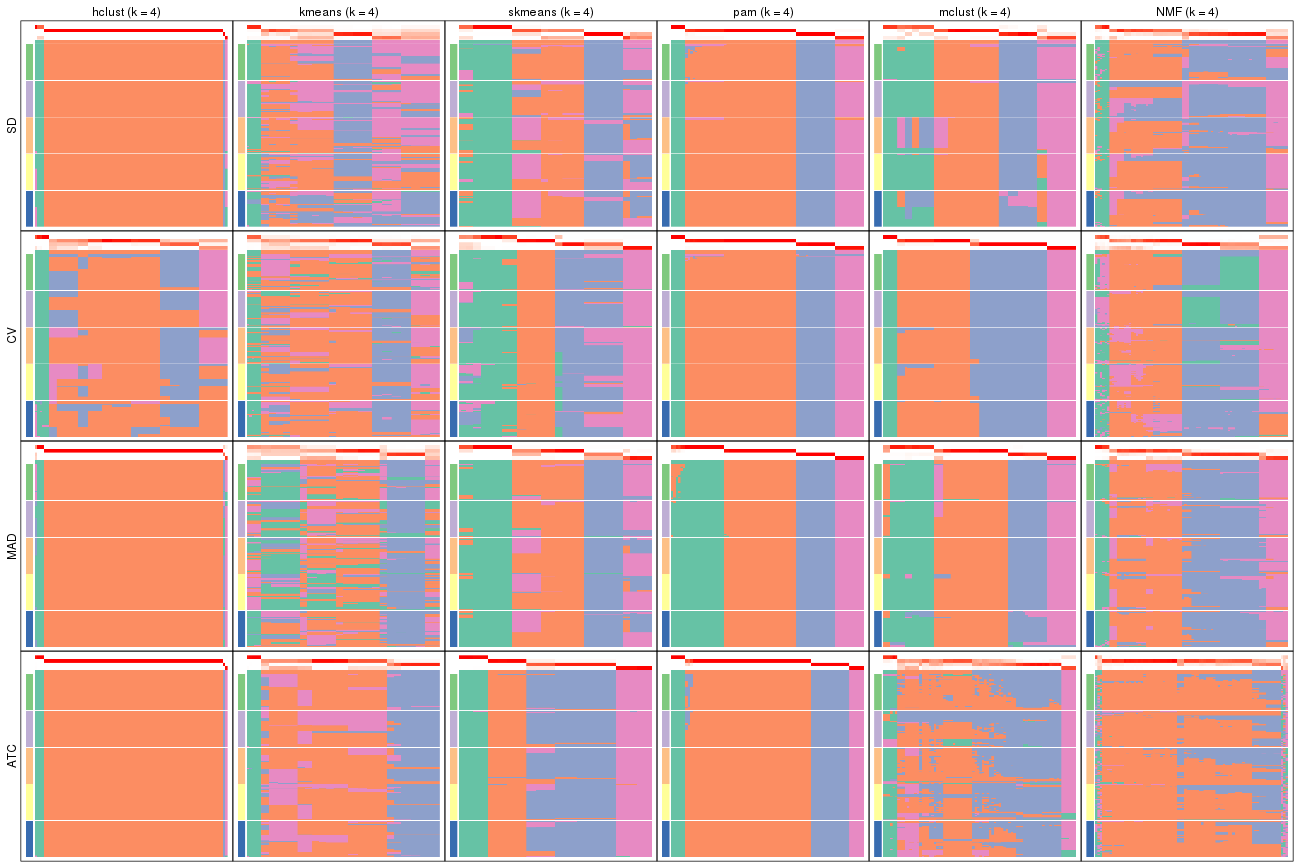 hclust (k = 4) kmeans (k = 4) skmeans (k = 4) pam (k = 4) mclust (k = 4) NMF (k = 4)
SD
CV
MAD
ATC